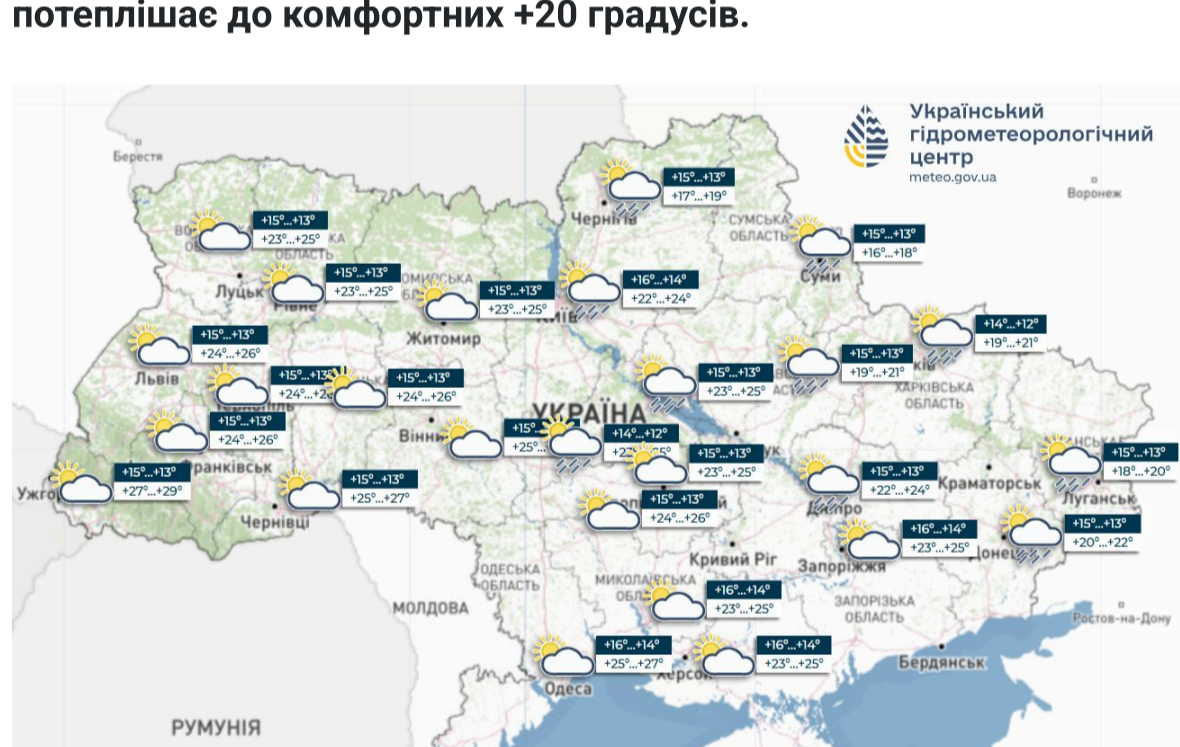 потеплішає до комфортних +20 градусів.
Український
гідрометеорологічний
центр
meteo.gov.ua
Берестя
Воронеж
+15°...+13°
+17°...+19°
Чернігів
СУМСЬКА
ОБЛАСТЬ
+15°...+13°
+23°...+25°
ОБЛАСТЬ
+15°...+13°
+16°...+18°
Суми
+15°...+13°
+23°...+25°
Луцьк
Рівне
+15°...+13°
+23°...+25°
Житомир
+16°...+14°
+22°...+24°
Київ
+14°...+12°
+19°...+21°
+15°...+13°
+24°...+26°
Львів
+15°...+13°
+19°...+21°
ХАРКІВСЬКА
ОБЛАСТЬ
+15°...+13°
+24°...+26°
+15°...+13°
+23°...+25°
УКРАЇНА
+15°...+13°
+24°...+26°
+14°...+12°
+15°...+13°
+23°...+25°
+15°...+13°
+18°...+20°
Луганськ
Краматорськ
+15°...+13°
+27°...+29°
+15°...+13°
+25°...+27°
Чернівці
+15°...+13°
+24°...+26°
+15°...+13°
+22°...+24°
Дніпро
+16°...+14°
+23°...+25°
Запоріжжя
+15°...+13°
+20°...+22°
Кривий Ріг
ОДЕСЬКА
ОБЛАСТЬ
МОЛДОВА
МИКОЛАЇВСЬКА
+16°...+14°
+23°...+25°
ЗАПОРІЗЬКА
ОБЛАСТЬ
Ростов-на-Дону
+16°...+14°
+25°...+27°
Одеса
+16°...+14°
+23°...+25°
Херсон
Бердянськ
РУМУНІЯ